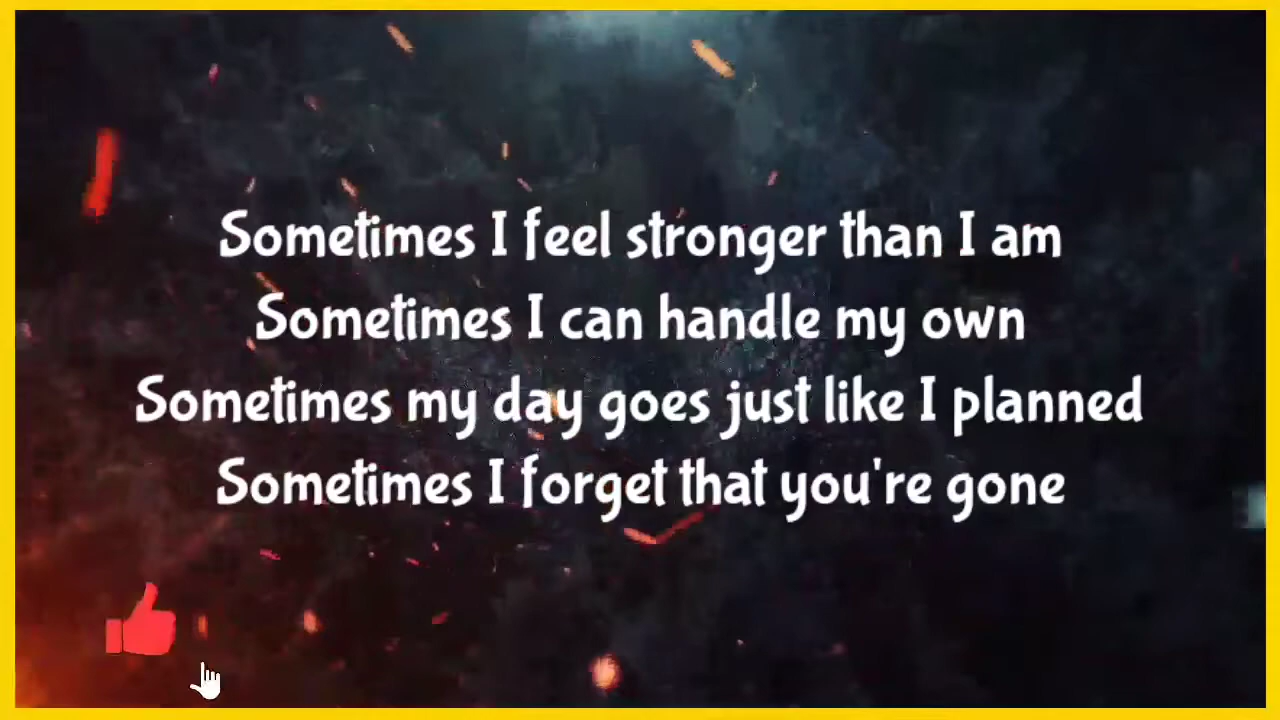 Sometimes I feel stronger than I am
Sometimes I can handle my own
Sometimes my day goes just like I planned
Sometimes I forget that you're gone